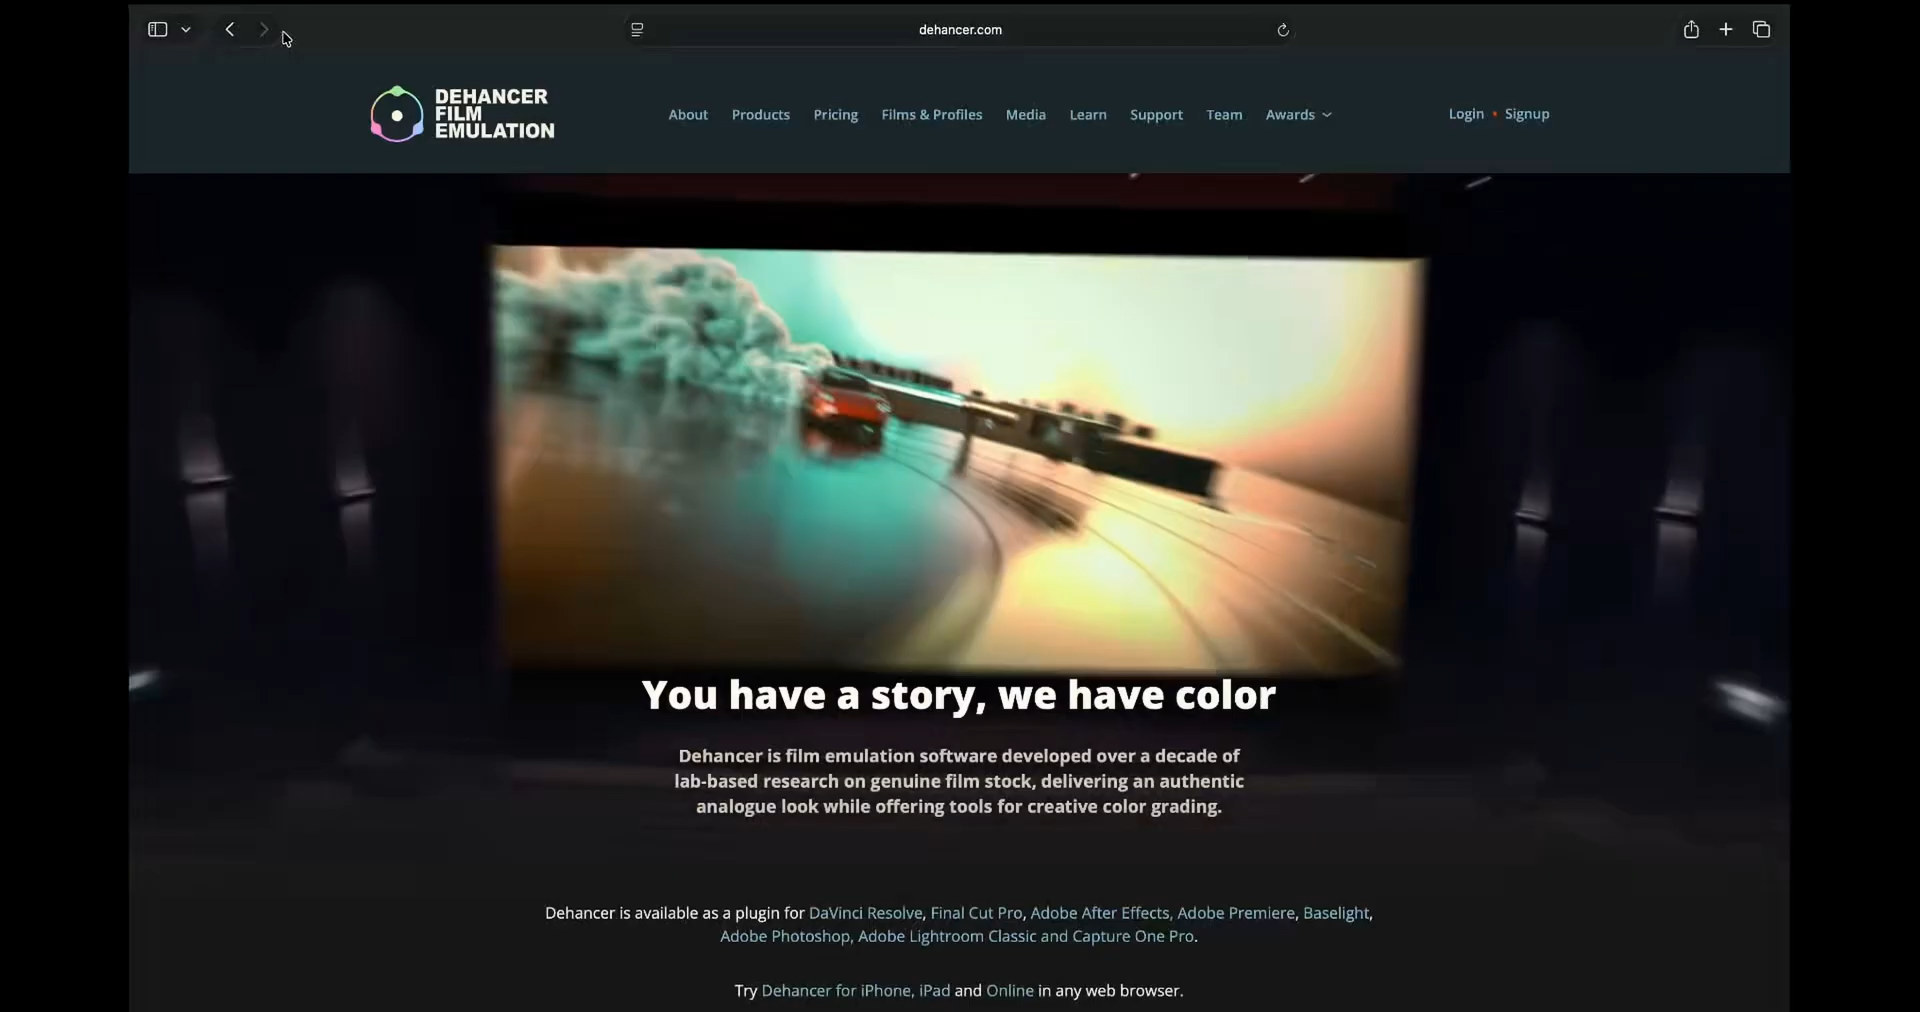 dehancer.com
DEHANCER
FILM
EMULATION
About Products Pricing Films & Profiles Media Learn Support Team Awards
Login • Signup
You have a story, we have color
Dehancer is film emulation software developed over a decade of
lab-based research on genuine film stock, delivering an authentic
analogue look while offering tools for creative color grading.
Dehancer is available as a plugin for DaVinci Resolve, Final Cut Pro, Adobe After Effects, Adobe Premiere, Baselight,
Adobe Photoshop, Adobe Lightroom Classic and Capture One Pro.
Try Dehancer for iPhone, iPad and Online in any web browser.